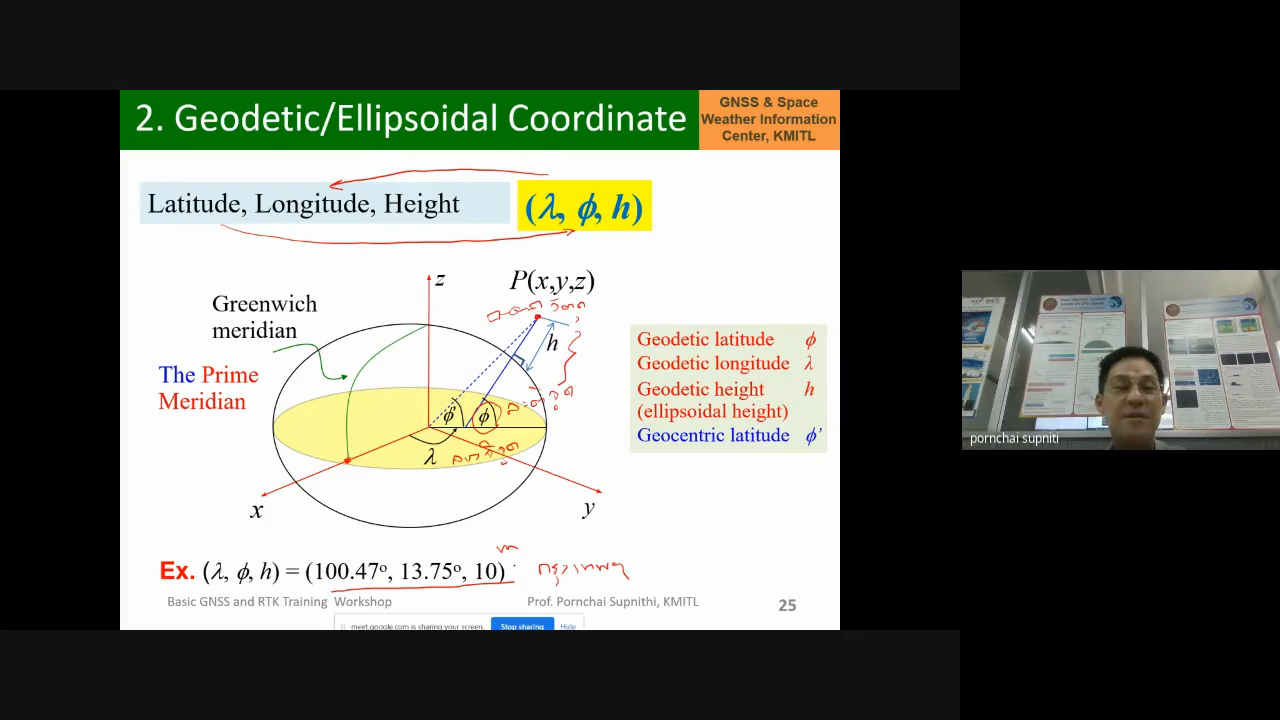 2. Geodetic/Ellipsoidal Coordinate
GNSS & Space
Weather Information
Center, KMITL
Latitude, Longitude, Height
(λ, ϕ, h)
z
P(x,y,z)
Greenwich
meridian
h
The Prime
Meridian
ϕ'
ϕ
λ
x
y
Geodetic latitude ϕ
Geodetic longitude λ
Geodetic height h
(ellipsoidal height)
Geocentric latitude ϕ'
m
Ex. (λ, ϕ, h) = (100.47°, 13.75°, 10)
กรุงเทพฯ
Basic GNSS and RTK Training Workshop
Prof. Pornchai Supnithi, KMITL
25
meet.google.com is sharing your screen.
Stop sharing
Hide
pornchai supniti